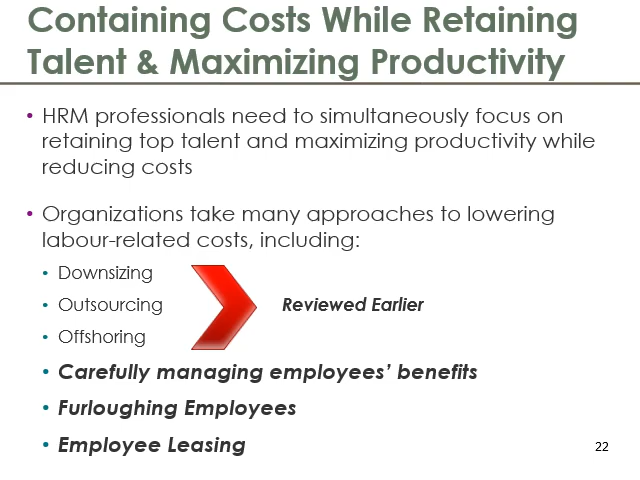 Containing Costs While Retaining
Talent & Maximizing Productivity
• HRM professionals need to simultaneously focus on
retaining top talent and maximizing productivity while
reducing costs
• Organizations take many approaches to lowering
labour-related costs, including:
• Downsizing
• Outsourcing
Reviewed Earlier
• Offshoring
• Carefully managing employees’ benefits
• Furloughing Employees
• Employee Leasing
22